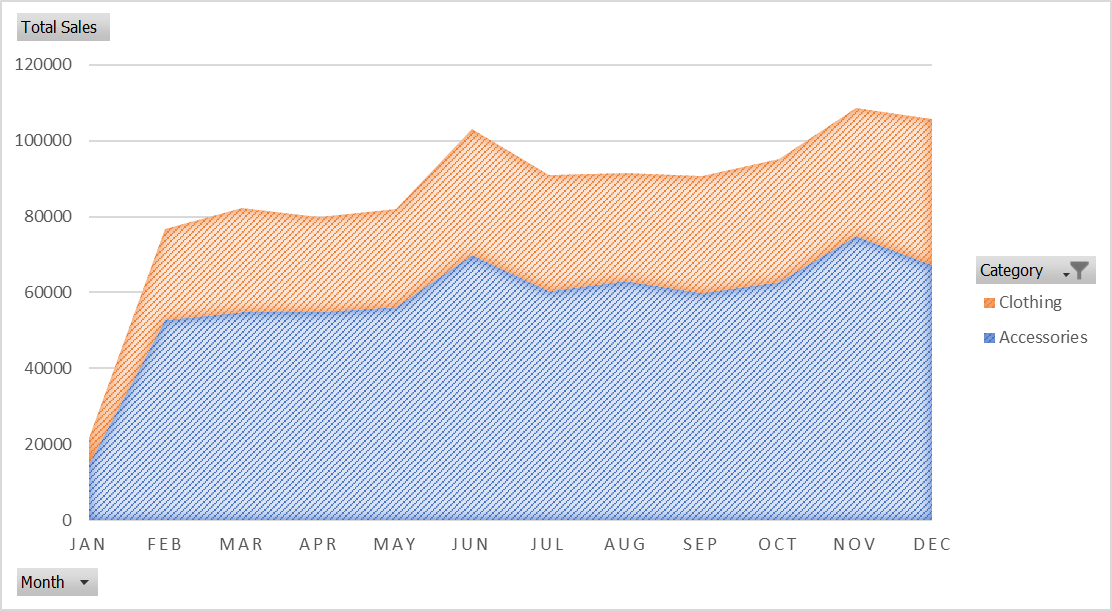 Total Sales
120000
100000
80000
60000
40000
20000
0
JAN FEB MAR APR MAY JUN JUL AUG SEP OCT NOV DEC
Category
Clothing
Accessories
Month